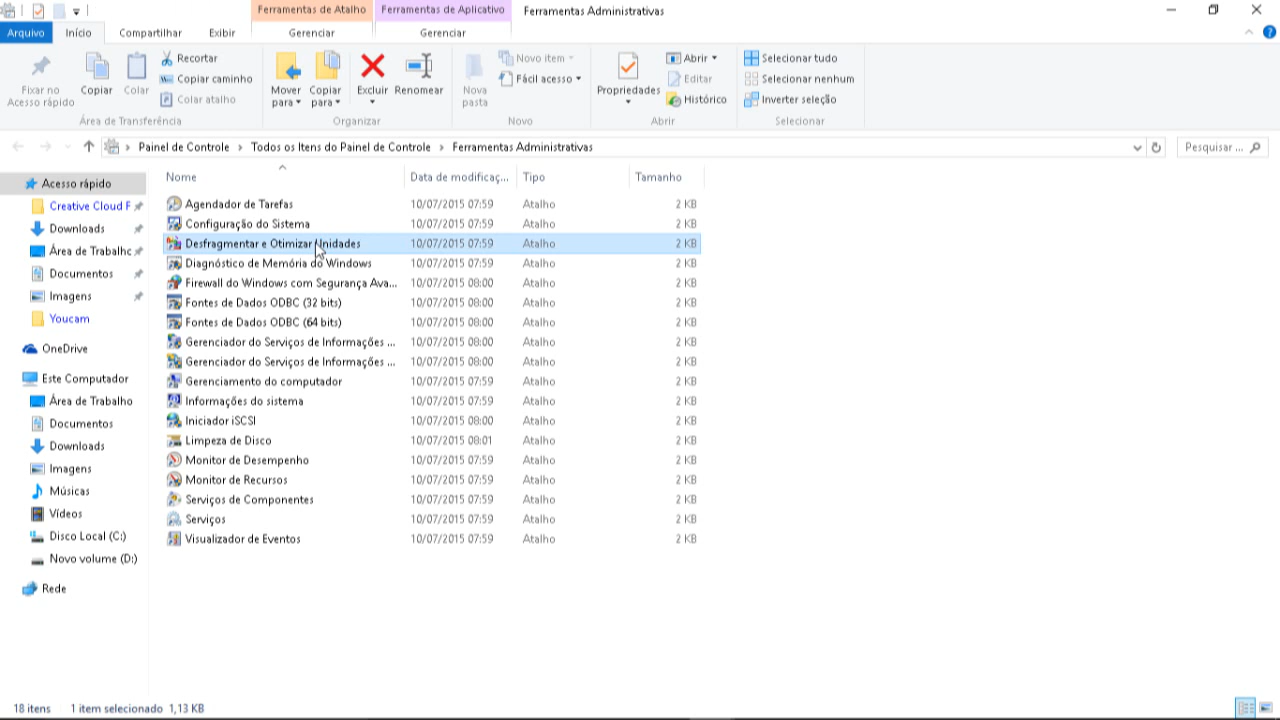 Ferramentas de Atalho Ferramentas de Aplicativo Ferramentas Administrativas
Arquivo Início Compartilhar Exibir Gerenciar Gerenciar
Fixar no Acesso rápido
Copiar
Colar
Recortar
Copiar caminho
Colar atalho
Área de Transferência
Mover para
Copiar para
Excluir
Renomear
Organizar
Nova pasta
Novo item
Fácil acesso
Novo
Propriedades
Abrir
Editar
Histórico
Abrir
Selecionar tudo
Selecionar nenhum
Inverter seleção
Selecionar
Painel de Controle › Todos os Itens do Painel de Controle › Ferramentas Administrativas
Pesquisar ...
Acesso rápido
Creative Cloud F
Downloads
Área de Trabalhc
Documentos
Imagens
Youcam
OneDrive
Este Computador
Área de Trabalho
Documentos
Downloads
Imagens
Músicas
Vídeos
Disco Local (C:)
Novo volume (D:)
Rede
Nome Data de modificaç... Tipo Tamanho
Agendador de Tarefas 10/07/2015 07:59 Atalho 2 KB
Configuração do Sistema 10/07/2015 07:59 Atalho 2 KB
Desfragmentar e Otimizar Unidades 10/07/2015 07:59 Atalho 2 KB
Diagnóstico de Memória do Windows 10/07/2015 07:59 Atalho 2 KB
Firewall do Windows com Segurança Ava... 10/07/2015 08:00 Atalho 2 KB
Fontes de Dados ODBC (32 bits) 10/07/2015 08:00 Atalho 2 KB
Fontes de Dados ODBC (64 bits) 10/07/2015 08:00 Atalho 2 KB
Gerenciador do Serviços de Informações ... 10/07/2015 08:00 Atalho 2 KB
Gerenciador do Serviços de Informações ... 10/07/2015 08:00 Atalho 2 KB
Gerenciamento do computador 10/07/2015 07:59 Atalho 2 KB
Informações do sistema 10/07/2015 07:59 Atalho 2 KB
Iniciador iSCSI 10/07/2015 08:00 Atalho 2 KB
Limpeza de Disco 10/07/2015 08:01 Atalho 2 KB
Monitor de Desempenho 10/07/2015 07:59 Atalho 2 KB
Monitor de Recursos 10/07/2015 07:59 Atalho 2 KB
Serviços de Componentes 10/07/2015 07:59 Atalho 2 KB
Serviços 10/07/2015 07:59 Atalho 2 KB
Visualizador de Eventos 10/07/2015 07:59 Atalho 2 KB
18 itens 1 item selecionado 1,13 KB